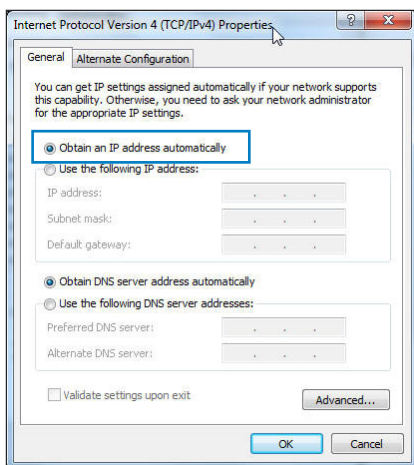 Internet Protocol Version 4 (TCP/IPv4) Properties
General
Alternate Configuration
You can get IP settings assigned automatically if your network supports
this capability. Otherwise, you need to ask your network administrator
for the appropriate IP settings.
Obtain an IP address automatically
Use the following IP address:
IP address:
Subnet mask:
Default gateway:
Obtain DNS server address automatically
Use the following DNS server addresses:
Preferred DNS server:
Alternate DNS server:
Validate settings upon exit
Advanced...
OK
Cancel